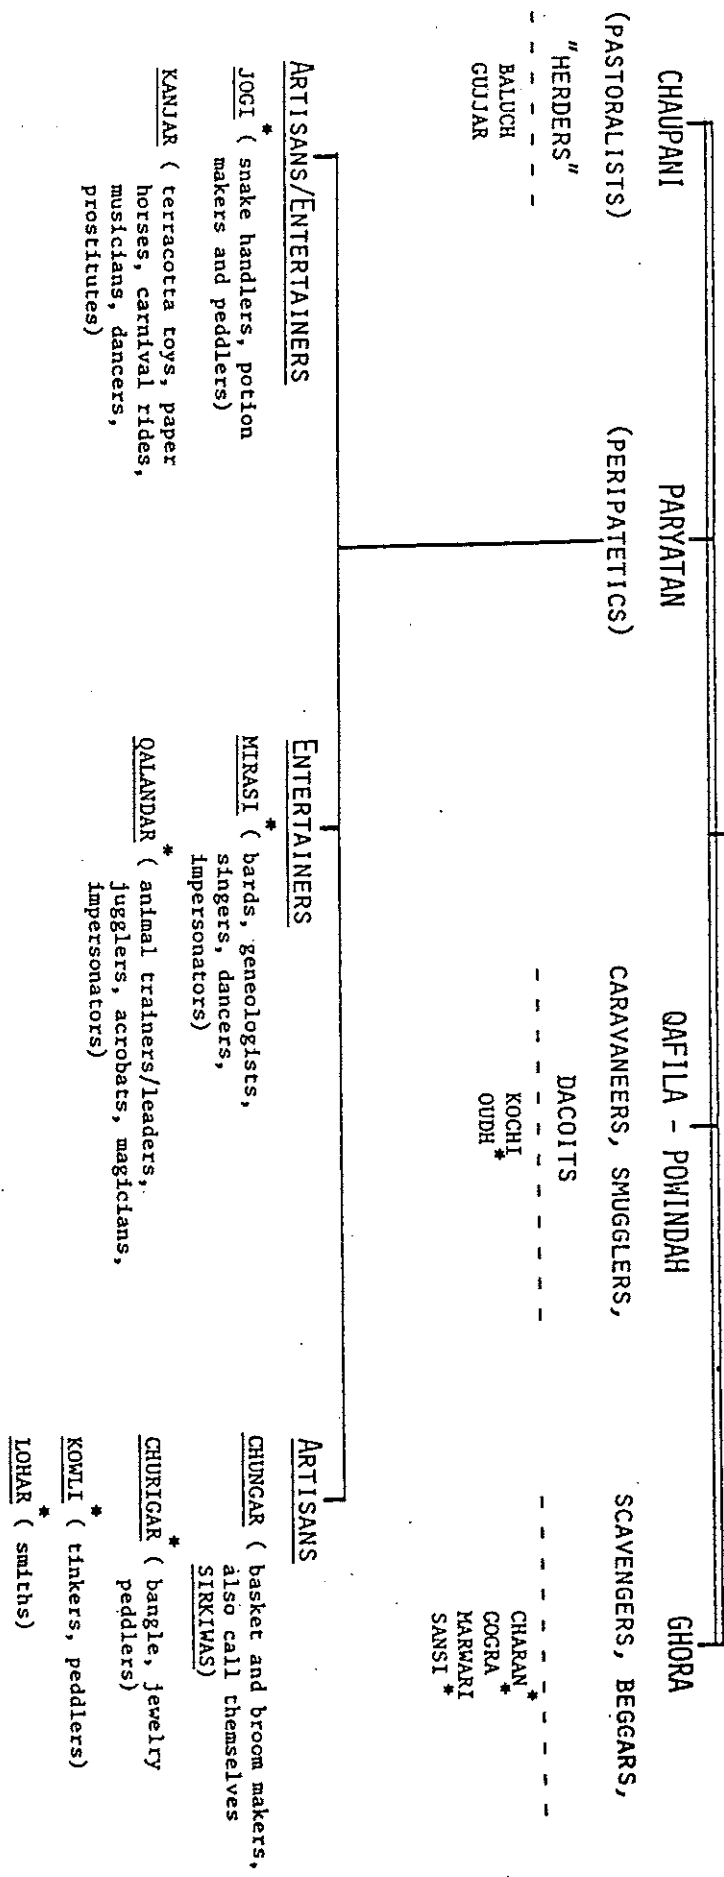 CHAUPANI
(PASTORALISTS)
"HERDERS"
BALUCH
GUJJAR
PARYATAN
(PERIPATETICS)
QAFILA - POWINDAH
CARAVANEERS, SMUGGLERS,
DACOITS
KOCHI
OUDH *
GHORA
SCAVENGERS, BEGGARS,
CHARAN *
GOGRA *
MARWARI
SANSI *
ARTISANS/ENTERTAINERS
JOGI * ( snake handlers, potion
makers and peddlers)
KANJAR ( terracotta toys, paper
horses, carnival rides,
musicians, dancers,
prostitutes)
ENTERTAINERS
MIRASI * ( bards, geneologists,
singers, dancers,
impersonators)
QALANDAR * ( animal trainers/leaders,
jugglers, acrobats, magicians,
impersonators)
ARTISANS
CHUNGAR ( basket and broom makers,
also call themselves
SIRKIWAS)
CHURIGAR * ( bangle, jewelry
peddlers)
KOWLI * ( tinkers, peddlers)
LOHAR * ( smiths)